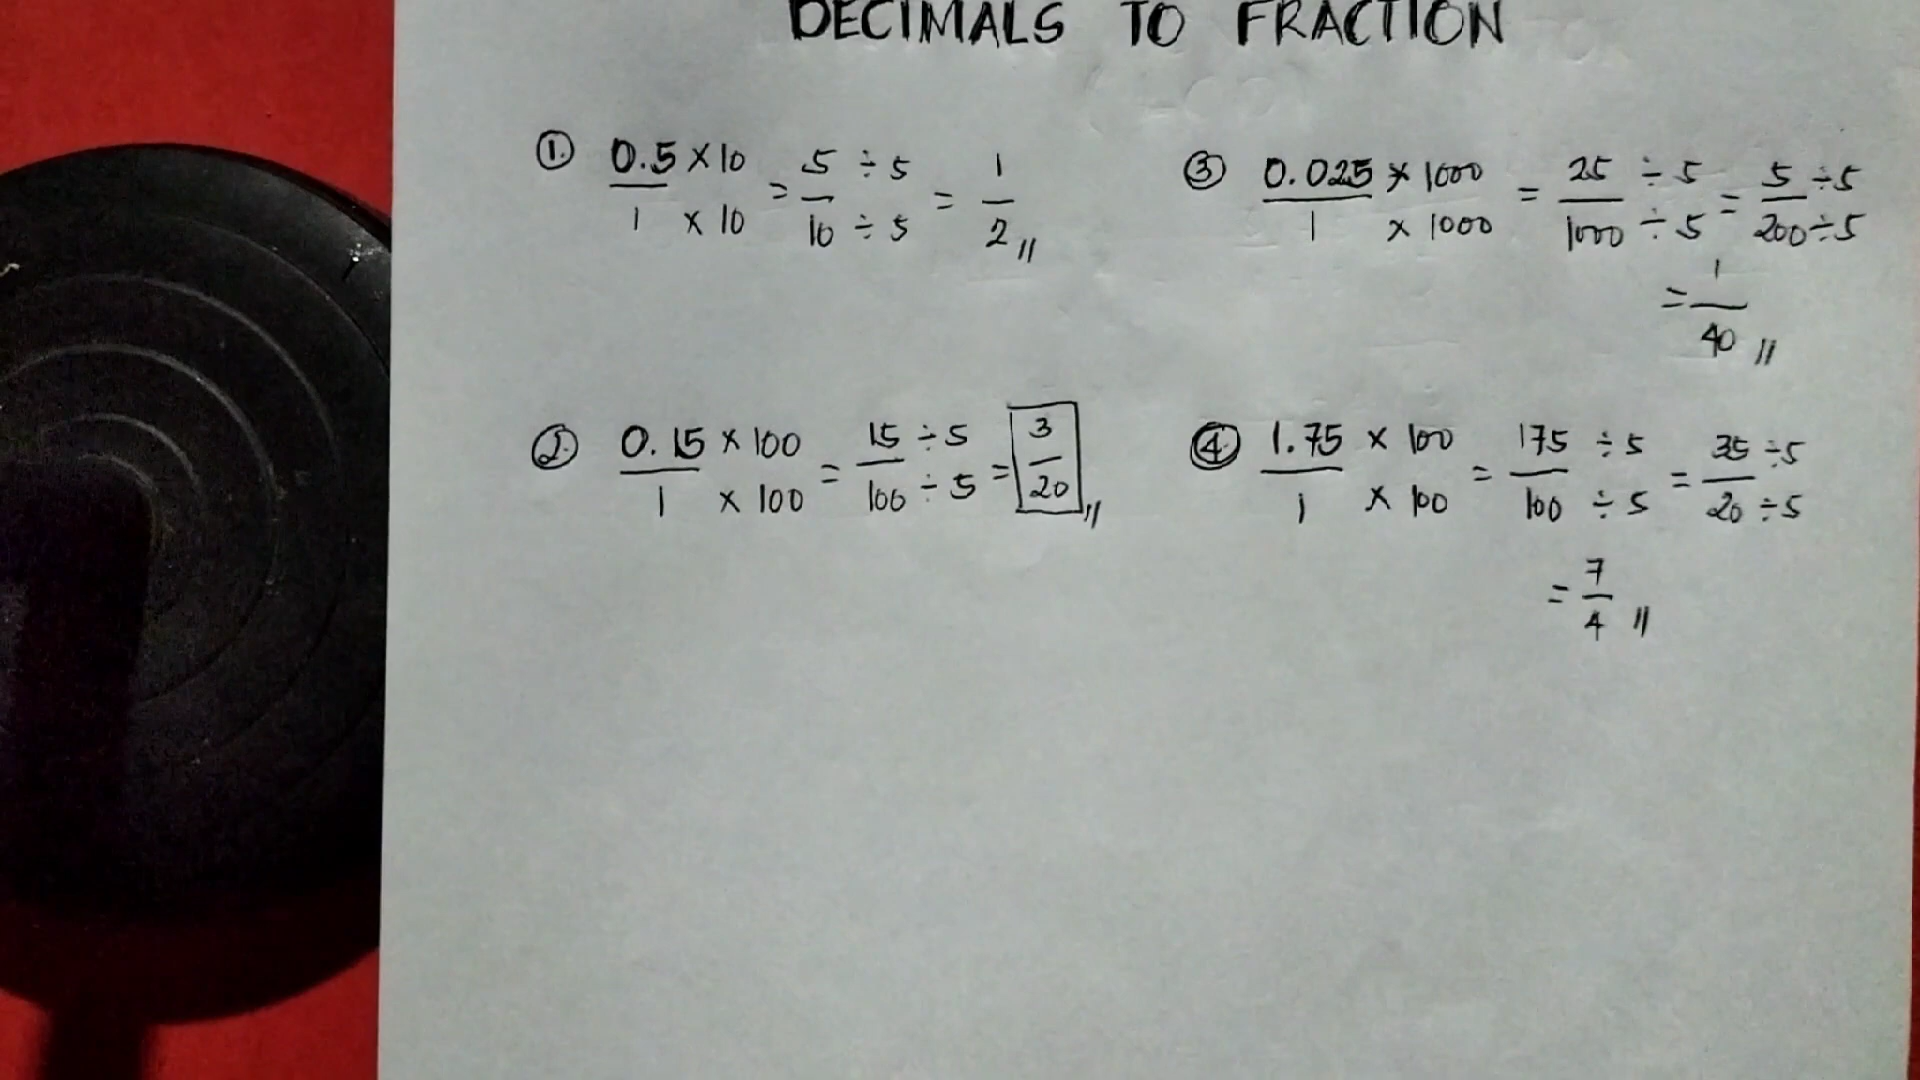 DECIMALS TO FRACTION
① 0.5 × 10 / 1 × 10 = 5 ÷ 5 / 10 ÷ 5 = 1 / 2 //
② 0.15 × 100 / 1 × 100 = 15 ÷ 5 / 100 ÷ 5 = 3 / 20 //
③ 0.025 × 1000 / 1 × 1000 = 25 ÷ 5 / 1000 ÷ 5 = 5 ÷ 5 / 200 ÷ 5
= 1 / 40 //
④ 1.75 × 100 / 1 × 100 = 175 ÷ 5 / 100 ÷ 5 = 35 ÷ 5 / 20 ÷ 5
= 7 / 4 //